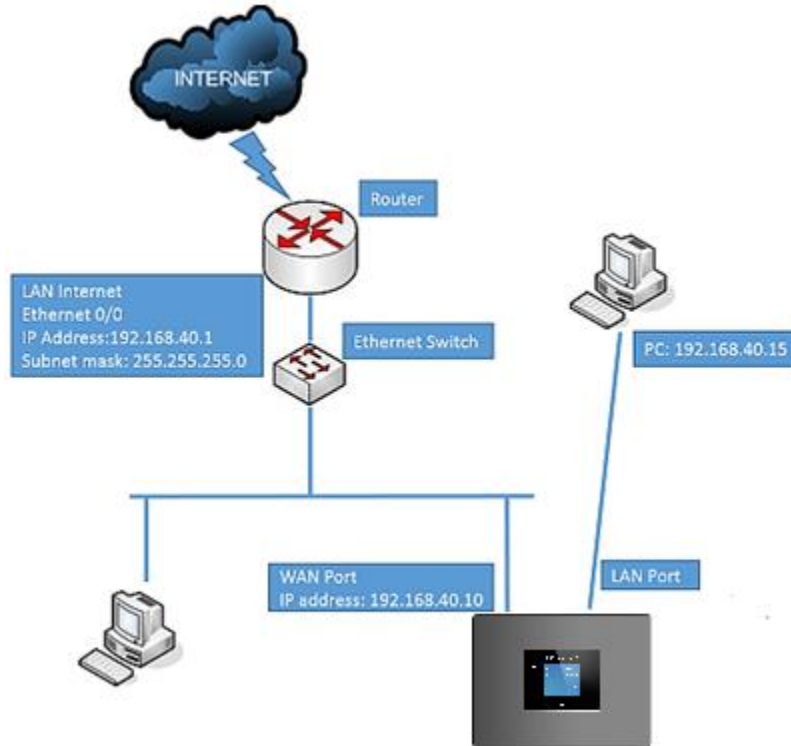 INTERNET
Router
LAN Internet
Ethernet 0/0
IP Address:192.168.40.1
Subnet mask: 255.255.255.0
Ethernet Switch
PC: 192.168.40.15
WAN Port
IP address: 192.168.40.10
LAN Port